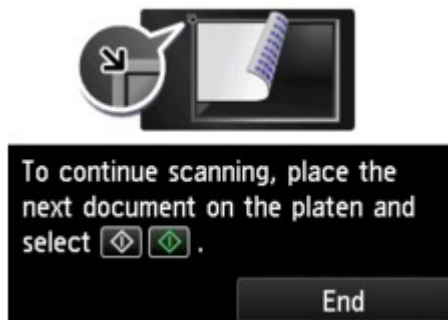 To continue scanning, place the
next document on the platen and
select .
End